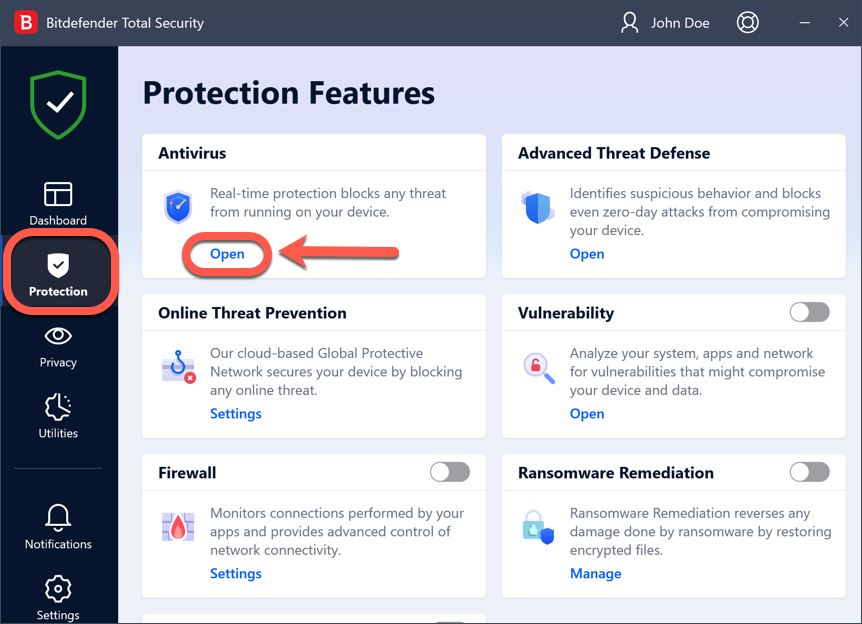 B Bitdefender Total Security
John Doe
Dashboard
Protection
Privacy
Utilities
Notifications
Settings
Protection Features
Antivirus
Real-time protection blocks any threat
from running on your device.
Open
Advanced Threat Defense
Identifies suspicious behavior and blocks
even zero-day attacks from compromising
your device.
Open
Online Threat Prevention
Our cloud-based Global Protective
Network secures your device by blocking
any online threat.
Settings
Vulnerability
Analyze your system, apps and network
for vulnerabilities that might compromise
your device and data.
Open
Firewall
Monitors connections performed by your
apps and provides advanced control of
network connectivity.
Settings
Ransomware Remediation
Ransomware Remediation reverses any
damage done by ransomware by restoring
encrypted files.
Manage